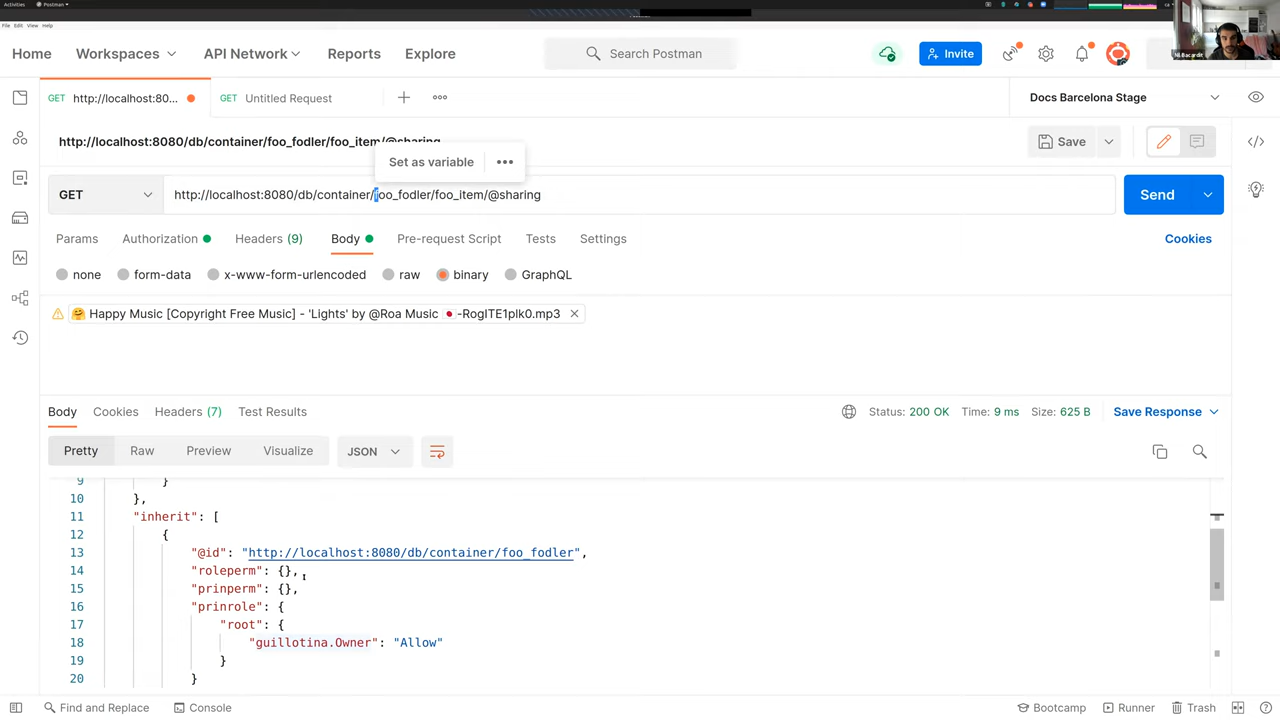 Activities Postman
File Edit View Help
Home Workspaces API Network Reports Explore Search Postman Invite
GET http://localhost:80... GET Untitled Request Docs Barcelona Stage
http://localhost:8080/db/container/foo_fodler/foo_item/@sharing Save
Set as variable
GET http://localhost:8080/db/container/foo_fodler/foo_item/@sharing Send
Params Authorization Headers (9) Body Pre-request Script Tests Settings Cookies
none form-data x-www-form-urlencoded raw binary GraphQL
🤗 Happy Music [Copyright Free Music] - 'Lights' by @Roa Music 🇯🇵-RogITE1plk0.mp3
Body Cookies Headers (7) Test Results Status: 200 OK Time: 9 ms Size: 625 B Save Response
Pretty Raw Preview Visualize JSON
9 }
10 },
11 "inherit": [
12 {
13 "@id": "http://localhost:8080/db/container/foo_fodler",
14 "roleperm": {},
15 "prinperm": {},
16 "prinrole": {
17 "root": {
18 "guillotina.Owner": "Allow"
19 }
20 }
Find and Replace Console Bootcamp Runner Trash